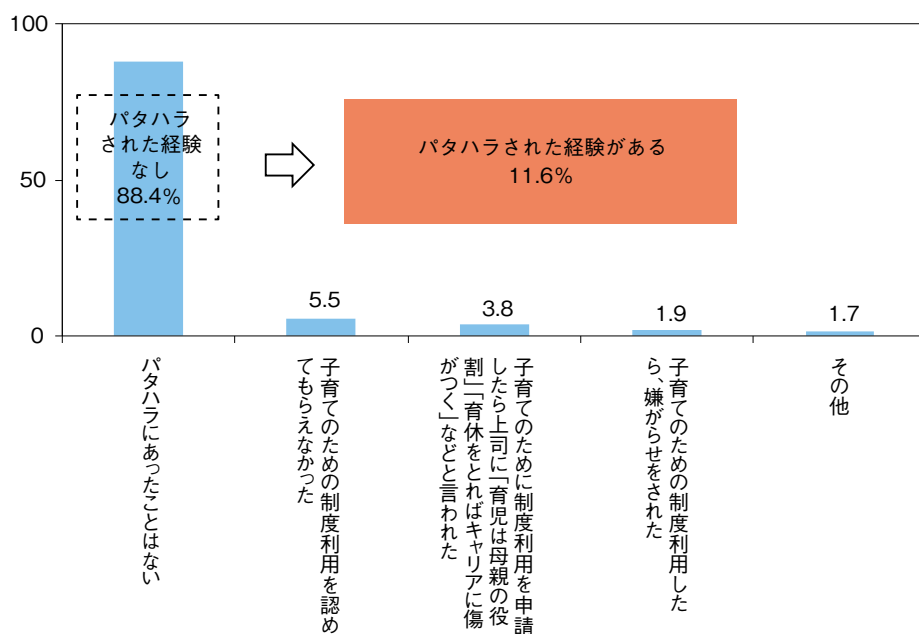 100
50
0
パタハラ
された経験
なし
88.4%
パタハラされた経験がある
11.6%
5.5
3.8
1.9
1.7
パタハラにあったことはない
子育てのための制度利用を認め
てもらえなかった
子育てのために制度利用を申請
したら上司に「育児は母親の役
割」「育休をとればキャリアに傷
がつく」などと言われた
子育てのための制度利用した
ら、嫌がらせをされた
その他